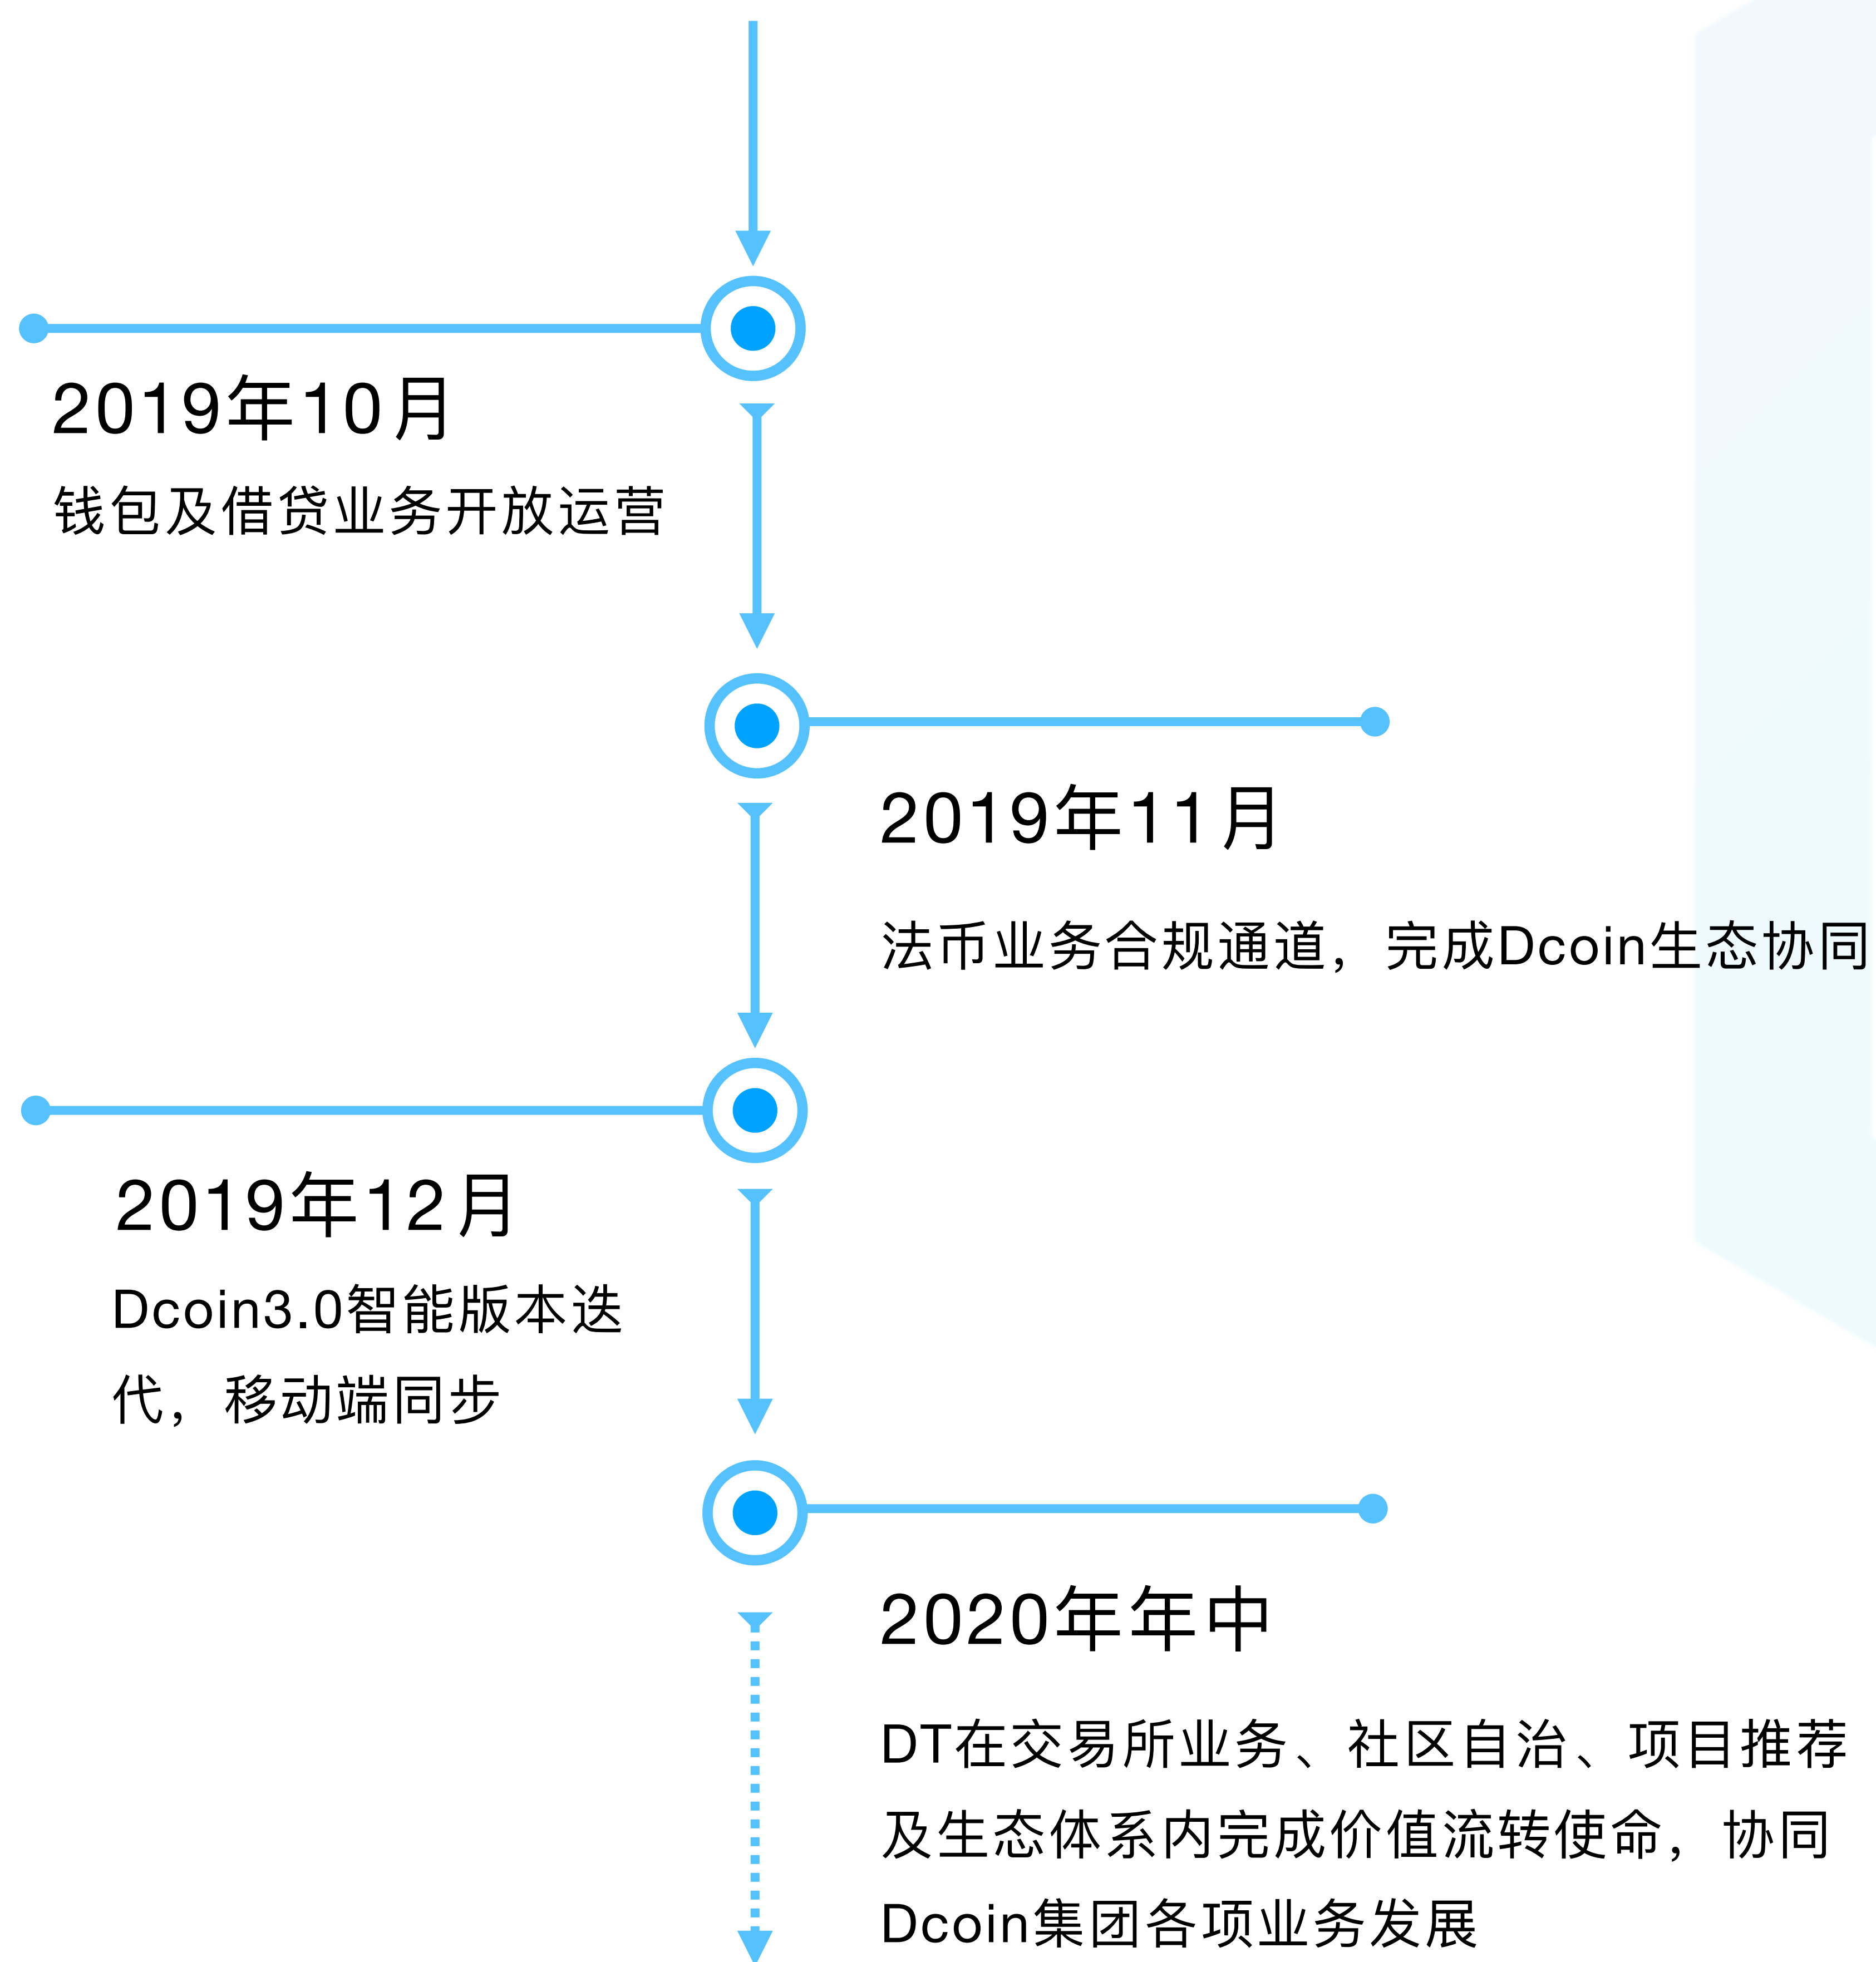 2019年10月
钱包及借贷业务开放运营
2019年11月
法币业务合规通道，完成Dcoin生态协同
2019年12月
Dcoin3.0智能版本迭
代，移动端同步
2020年年中
DT在交易所业务、社区自治、项目推荐
及生态体系内完成价值流转使命，协同
Dcoin集团各项业务发展